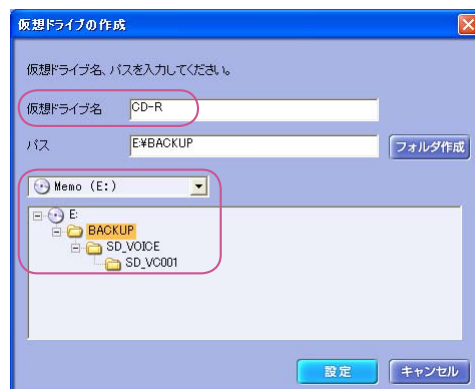 仮想ドライブの作成
仮想ドライブ名、パスを入力してください。
仮想ドライブ名 CD-R
パス E:¥BACKUP フォルダ作成
Memo (E:)
E:
BACKUP
SD_VOICE
SD_VC001
設定 キャンセル